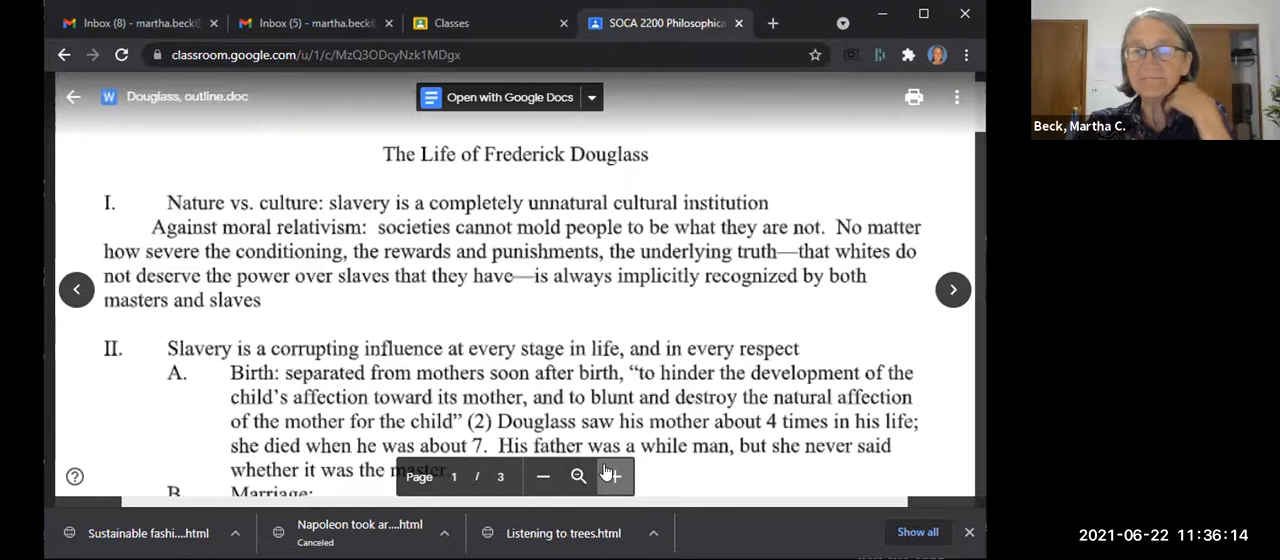 Inbox (8) - martha.beck@
Inbox (5) - martha.beck@
Classes
SOCA 2200 Philosophica
classroom.google.com/u/1/c/MzQ3ODcyNzk1MDgx
Douglass, outline.doc
Open with Google Docs
Beck, Martha C.
The Life of Frederick Douglass
I. Nature vs. culture: slavery is a completely unnatural cultural institution
Against moral relativism: societies cannot mold people to be what they are not. No matter
how severe the conditioning, the rewards and punishments, the underlying truth—that whites do
not deserve the power over slaves that they have—is always implicitly recognized by both
masters and slaves
II. Slavery is a corrupting influence at every stage in life, and in every respect
A. Birth: separated from mothers soon after birth, “to hinder the development of the
child’s affection toward its mother, and to blunt and destroy the natural affection
of the mother for the child” (2) Douglass saw his mother about 4 times in his life;
she died when he was about 7. His father was a while man, but she never said
whether it was the master.
Page 1 / 3
B. Marriage:
Sustainable fashi....html
Napoleon took ar....html
Canceled
Listening to trees.html
Show all
2021-06-22 11:36:14